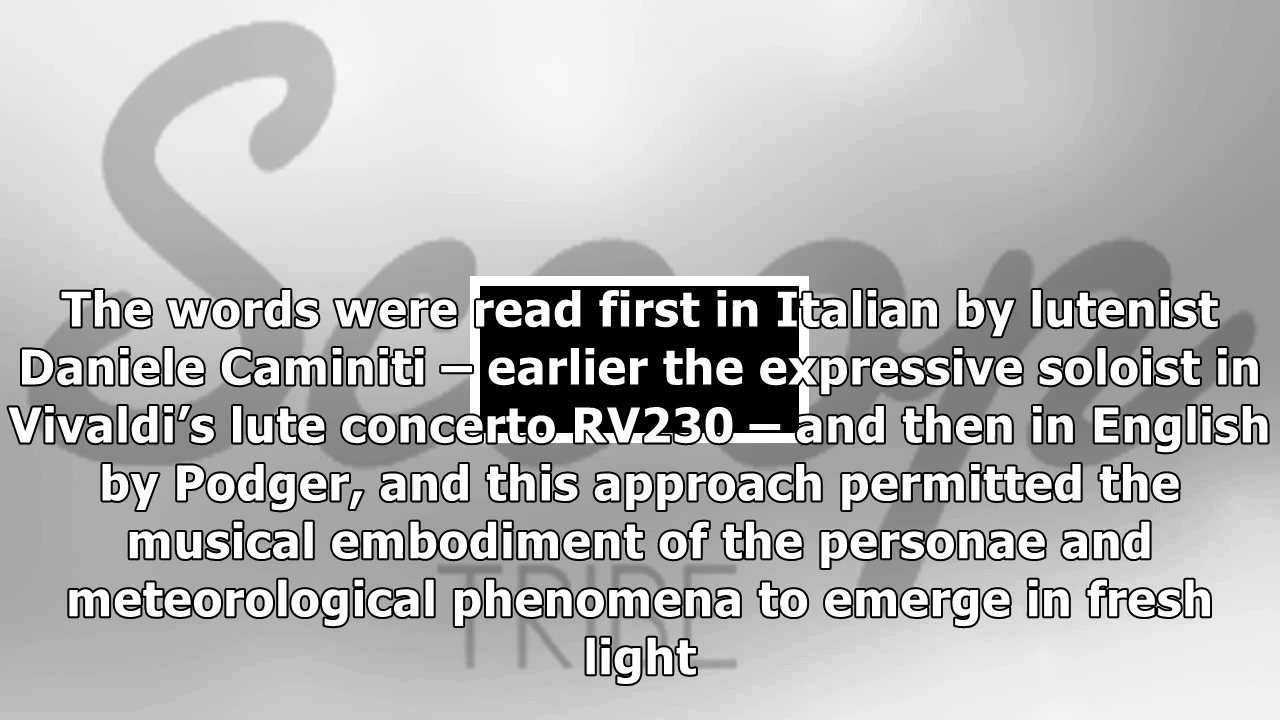 Scoop
The words were read first in Italian by lutenist
Daniele Caminiti – earlier the expressive soloist in
Vivaldi’s lute concerto RV230 – and then in English
by Podger, and this approach permitted the
musical embodiment of the personae and
meteorological phenomena to emerge in fresh
light
TRIBE